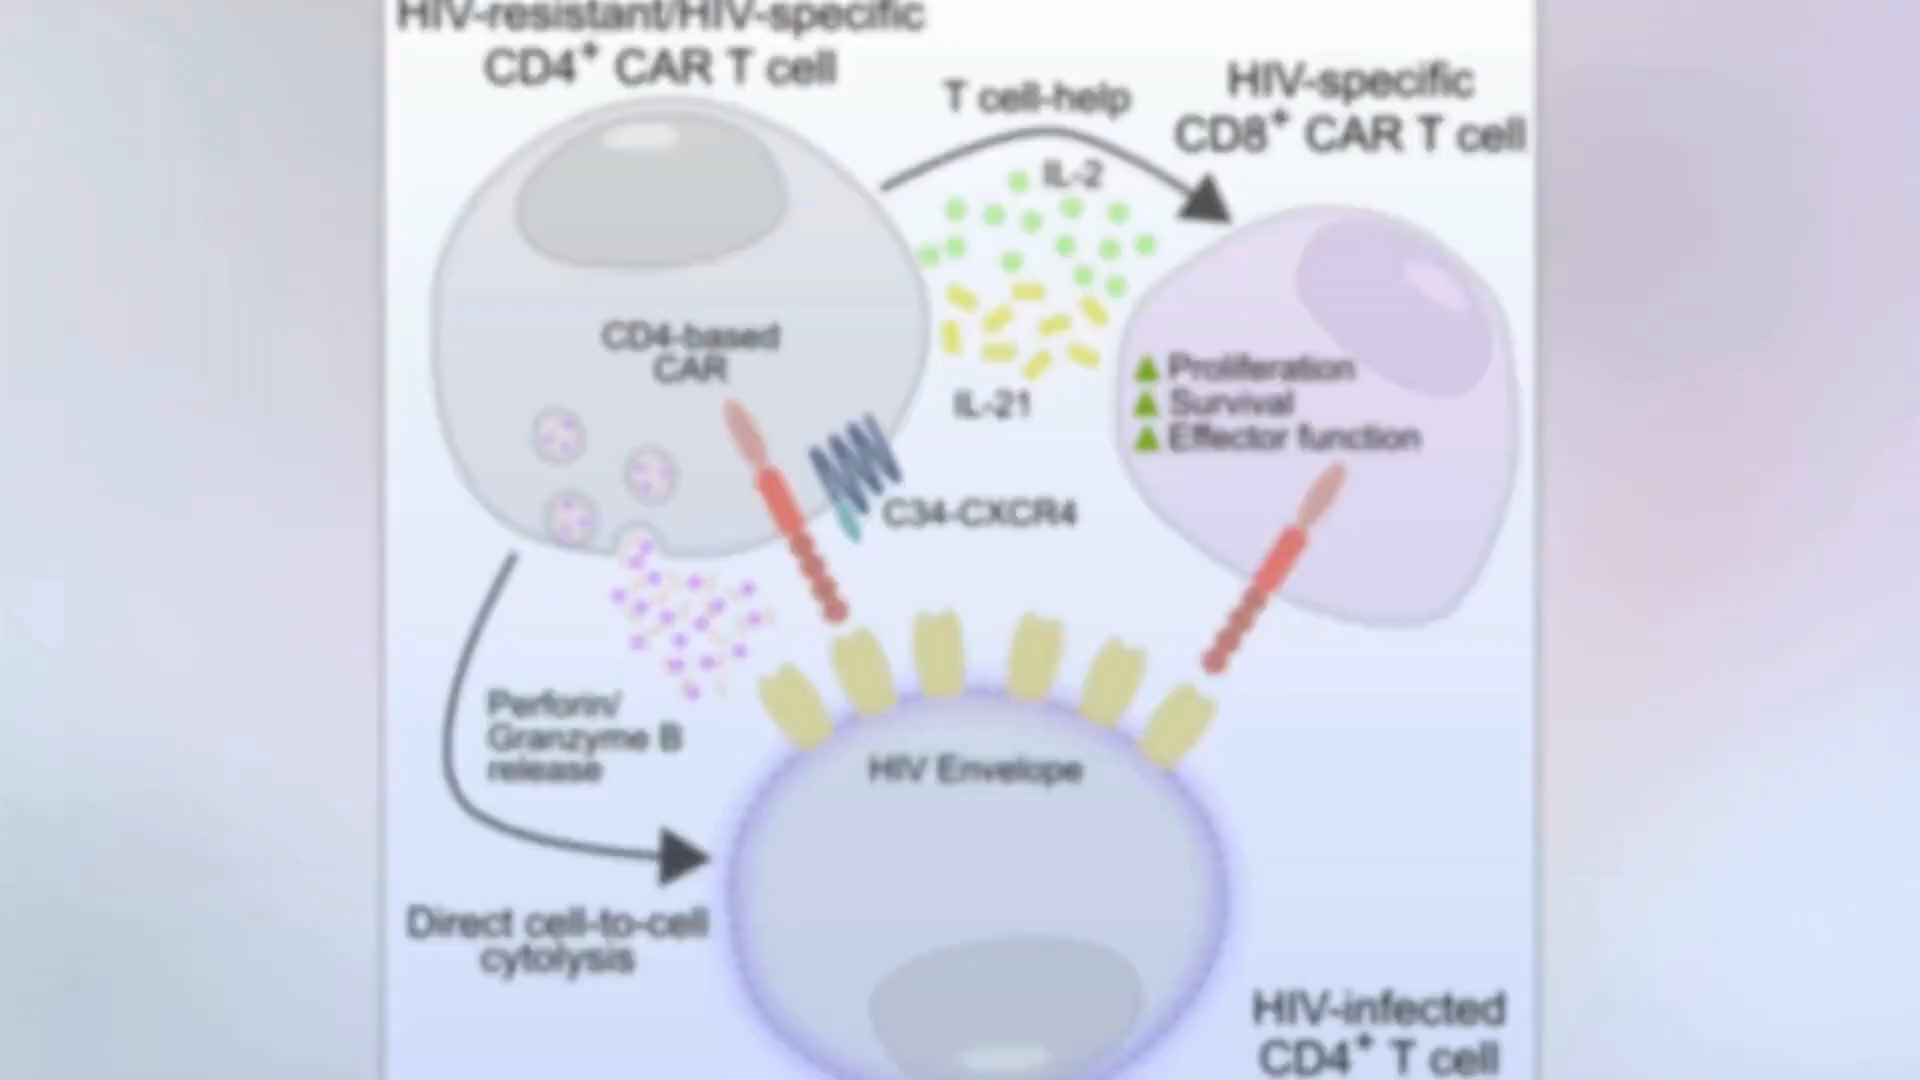 HIV-resistant/HIV-specific
CD4⁺ CAR T cell
T cell-help
HIV-specific
CD8⁺ CAR T cell
IL-2
CD4-based
CAR
IL-21
Proliferation
Survival
Effector function
C34-CXCR4
Perforin/
Granzyme B
release
HIV Envelope
Direct cell-to-cell
cytolysis
HIV-infected
CD4⁺ T cell